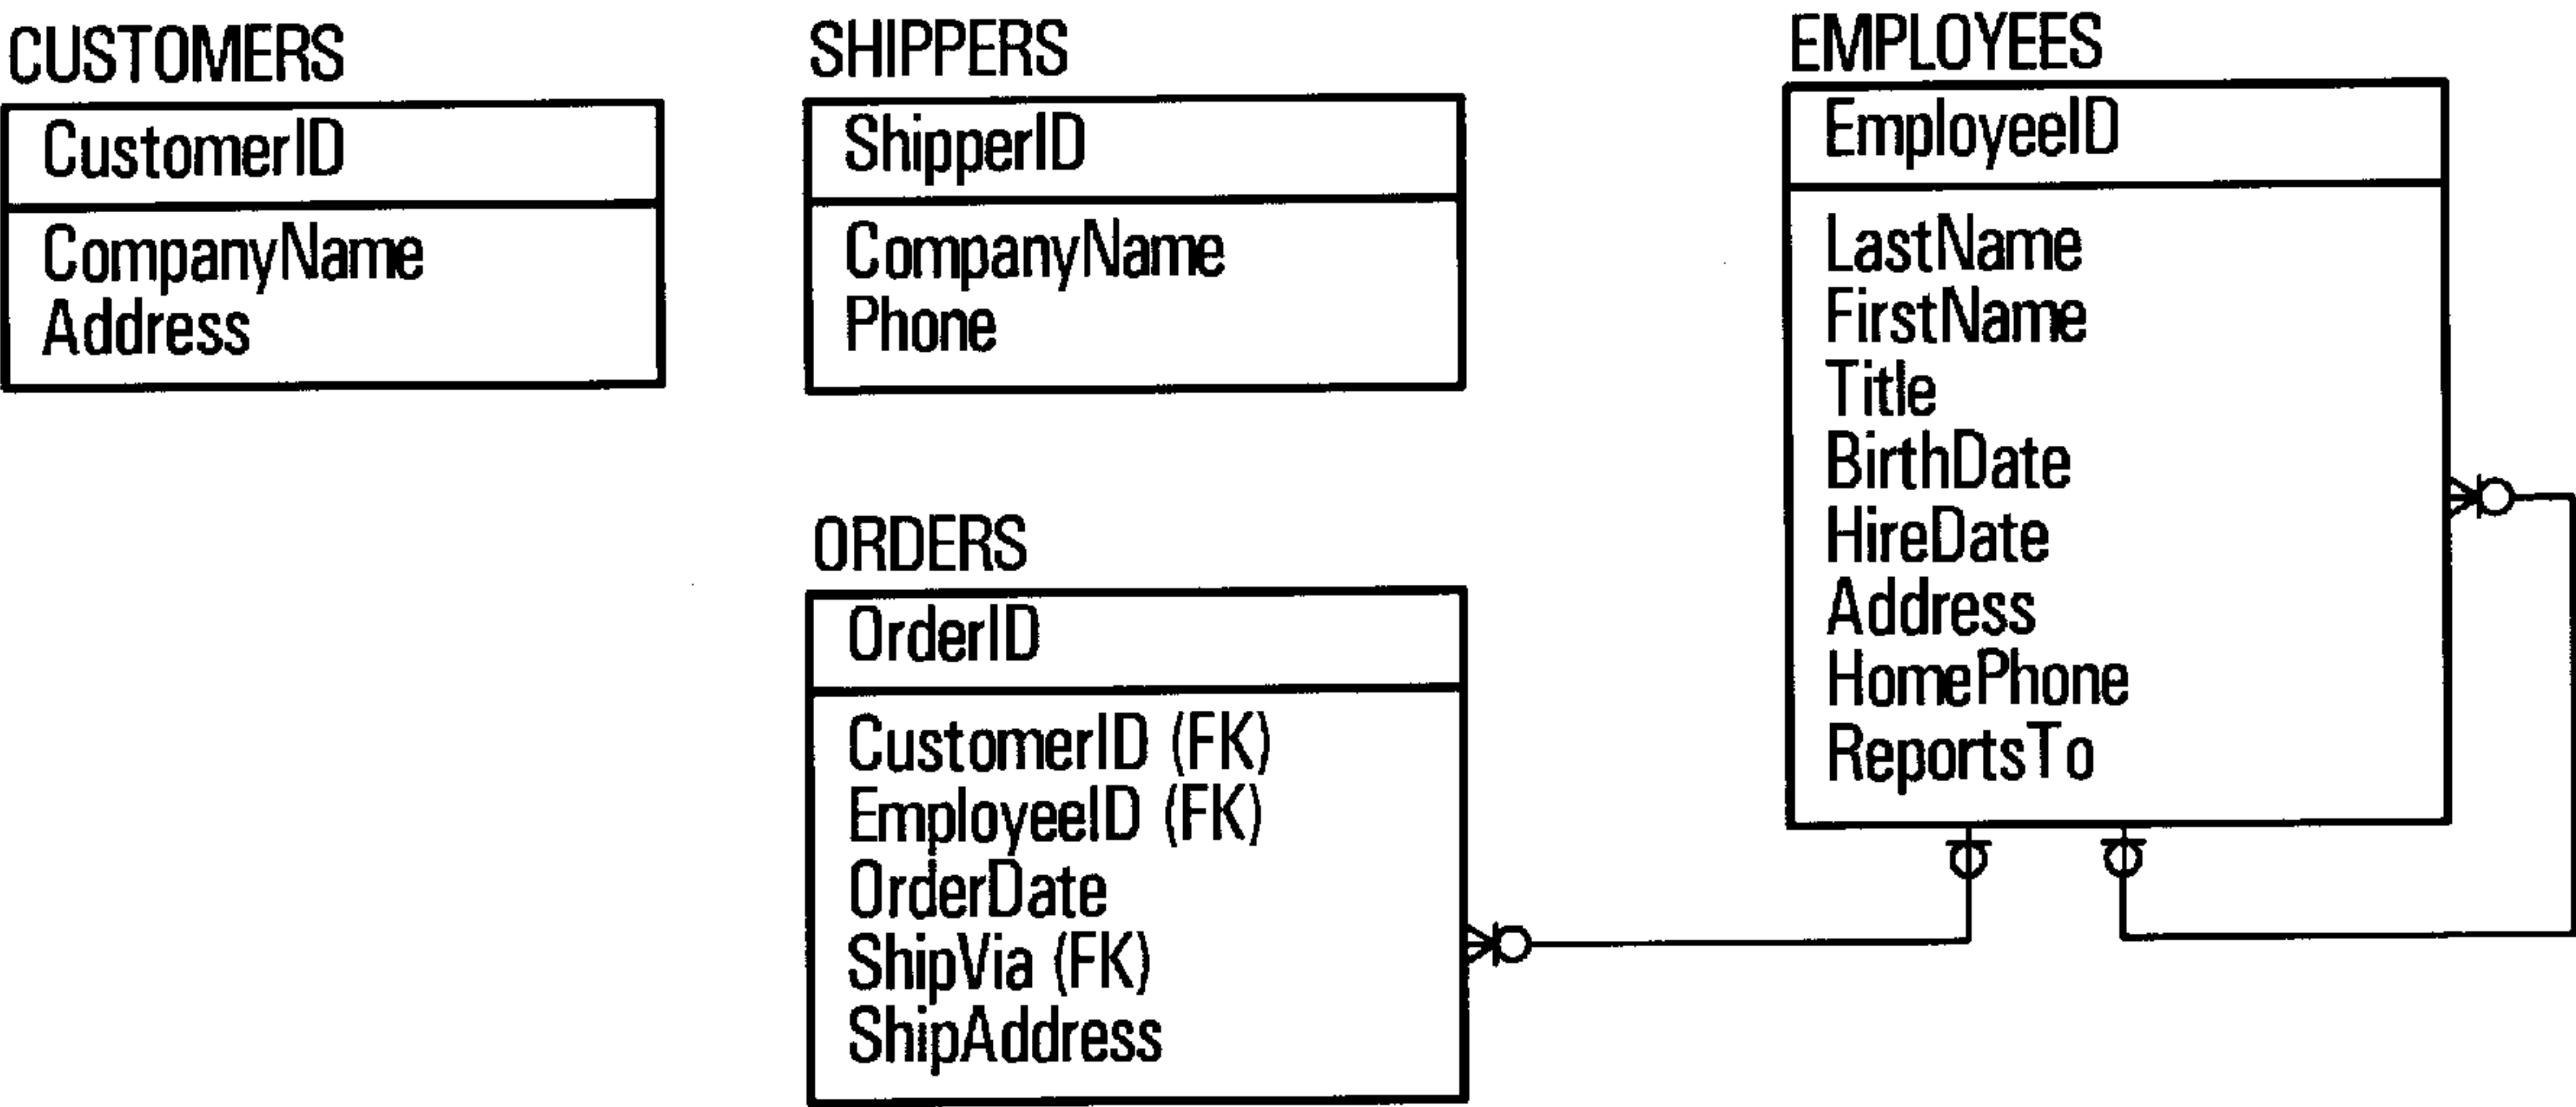 CUSTOMERS
CustomerID
CompanyName
Address
SHIPPERS
ShipperID
CompanyName
Phone
EMPLOYEES
EmployeeID
LastName
FirstName
Title
BirthDate
HireDate
Address
HomePhone
ReportsTo
ORDERS
OrderID
CustomerID (FK)
EmployeeID (FK)
OrderDate
ShipVia (FK)
ShipAddress